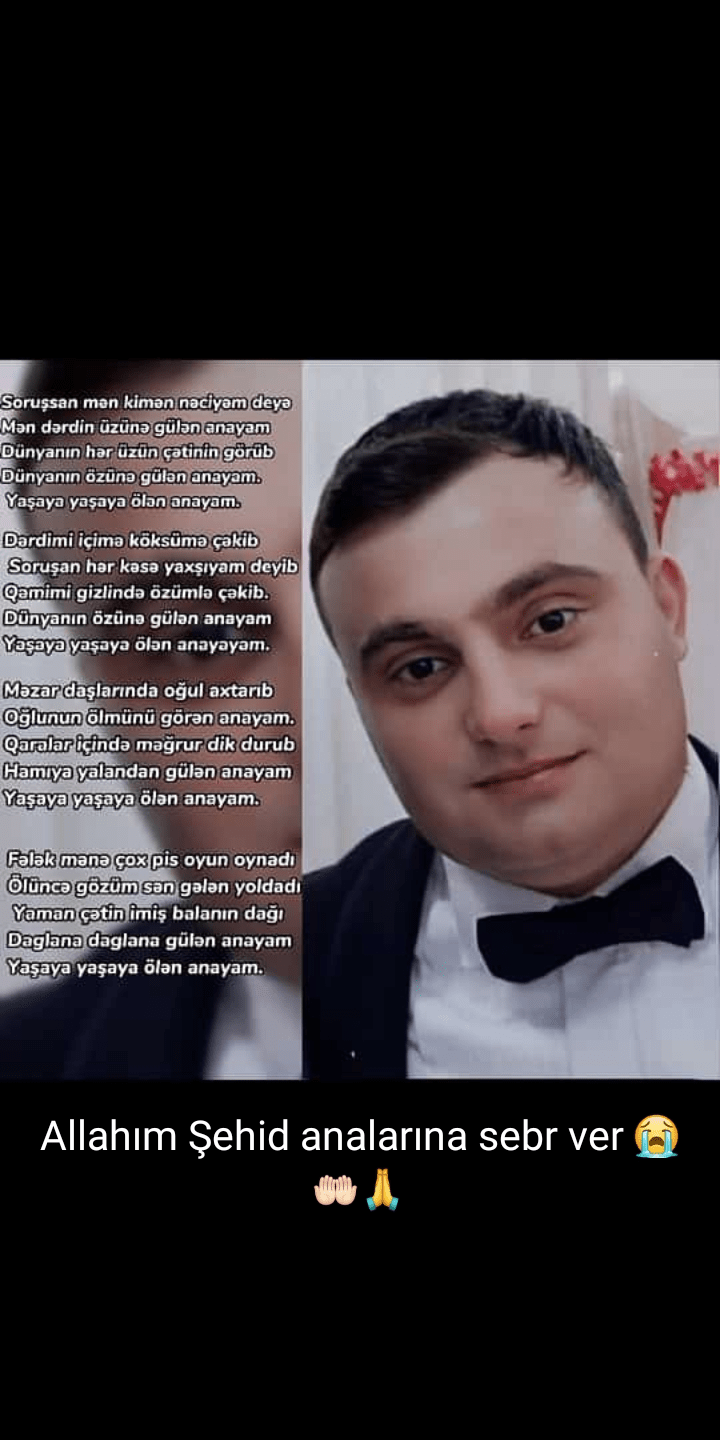 Soruşsan mən kimən nəciyəm deyə
Mən dərdin üzünə gülən anayam
Dünyanın hər üzün çətinin görüb
Dünyanın özünə gülən anayam.
Yaşaya yaşaya ölən anayam.
Dərdimi içimə köksümə çəkib
Soruşan hər kəsə yaxşıyam deyib
Qəmimi gizlində özümlə çəkib.
Dünyanın özünə gülən anayam
Yaşaya yaşaya ölən anayayam.
Məzar daşlarında oğul axtarıb
Oğlunun ölmünü görən anayam.
Qaralar içində məğrur dik durub
Hamıya yalandan gülən anayam
Yaşaya yaşaya ölən anayam.
Fələk mənə çox pis oyun oynadı
Ölüncə gözüm sən gələn yoldadı
Yaman çətin imiş balanın dağı
Daglana daglana gülən anayam
Yaşaya yaşaya ölən anayam.
Allahım Şehid analarına sebr ver 😭
🤲🏻🙏